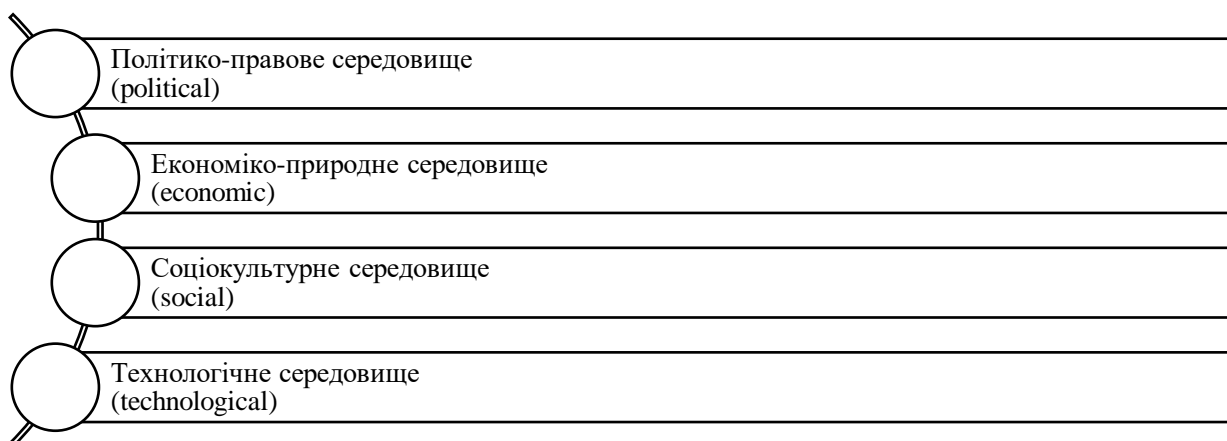 Політико-правове середовище
(political)
Економіко-природне середовище
(economic)
Соціокультурне середовище
(social)
Технологічне середовище
(technological)